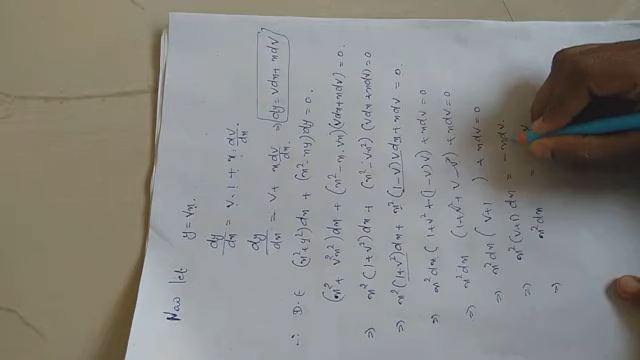 Now let y = vx.
dy/dx = v·1 + x·dv/dx
dy/dx = v + x dv/dx ⇒ dy = vdx + xdv
∴ D.E (x²+y²)dx + (x²-xy)dy = 0.
(x² + v²x²)dx + (x²-x·vx)(vdx+xdv) = 0.
⇒ x²(1+v²)dx + (x²-vx²)(vdx+xdv) = 0
⇒ x²(1+v²)dx + x²(1-v)vdx + xdv = 0.
⇒ x²dx(1+v²+(1-v)v) + xdv = 0
⇒ x²dx (1+v²+v-v²) + xdv = 0
⇒ x²dx(v+1) + xdv = 0
⇒ x²(v+1)dx = -xdv.
⇒ x²dx =
⇒